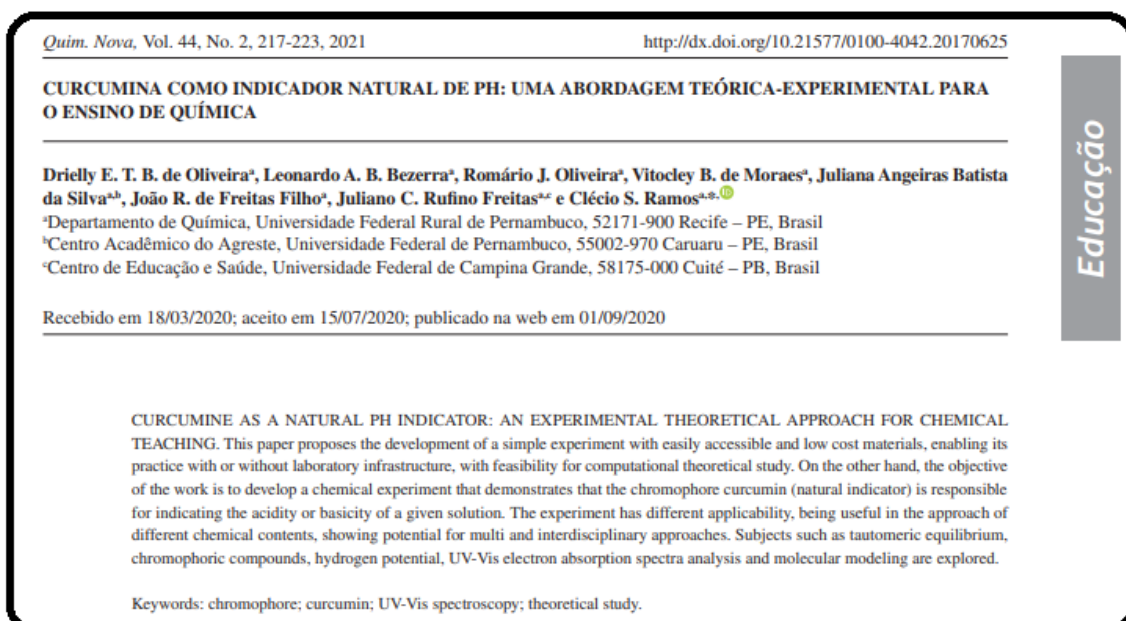 Quim. Nova, Vol. 44, No. 2, 217-223, 2021
http://dx.doi.org/10.21577/0100-4042.20170625
CURCUMINA COMO INDICADOR NATURAL DE PH: UMA ABORDAGEM TEÓRICA-EXPERIMENTAL PARA
O ENSINO DE QUÍMICA
Drielly E. T. B. de Oliveiraª, Leonardo A. B. Bezerraª, Romário J. Oliveiraª, Vitocley B. de Moraesª, Juliana Angeiras Batista
da Silvaª,ᵇ, João R. de Freitas Filhoª, Juliano C. Rufino Freitasª,ᶜ e Clécio S. Ramosª,*,iD
ªDepartamento de Química, Universidade Federal Rural de Pernambuco, 52171-900 Recife – PE, Brasil
ᵇCentro Acadêmico do Agreste, Universidade Federal de Pernambuco, 55002-970 Caruaru – PE, Brasil
ᶜCentro de Educação e Saúde, Universidade Federal de Campina Grande, 58175-000 Cuité – PB, Brasil
Recebido em 18/03/2020; aceito em 15/07/2020; publicado na web em 01/09/2020
Educação
CURCUMINE AS A NATURAL PH INDICATOR: AN EXPERIMENTAL THEORETICAL APPROACH FOR CHEMICAL
TEACHING. This paper proposes the development of a simple experiment with easily accessible and low cost materials, enabling its
practice with or without laboratory infrastructure, with feasibility for computational theoretical study. On the other hand, the objective
of the work is to develop a chemical experiment that demonstrates that the chromophore curcumin (natural indicator) is responsible
for indicating the acidity or basicity of a given solution. The experiment has different applicability, being useful in the approach of
different chemical contents, showing potential for multi and interdisciplinary approaches. Subjects such as tautomeric equilibrium,
chromophoric compounds, hydrogen potential, UV-Vis electron absorption spectra analysis and molecular modeling are explored.
Keywords: chromophore; curcumin; UV-Vis spectroscopy; theoretical study.